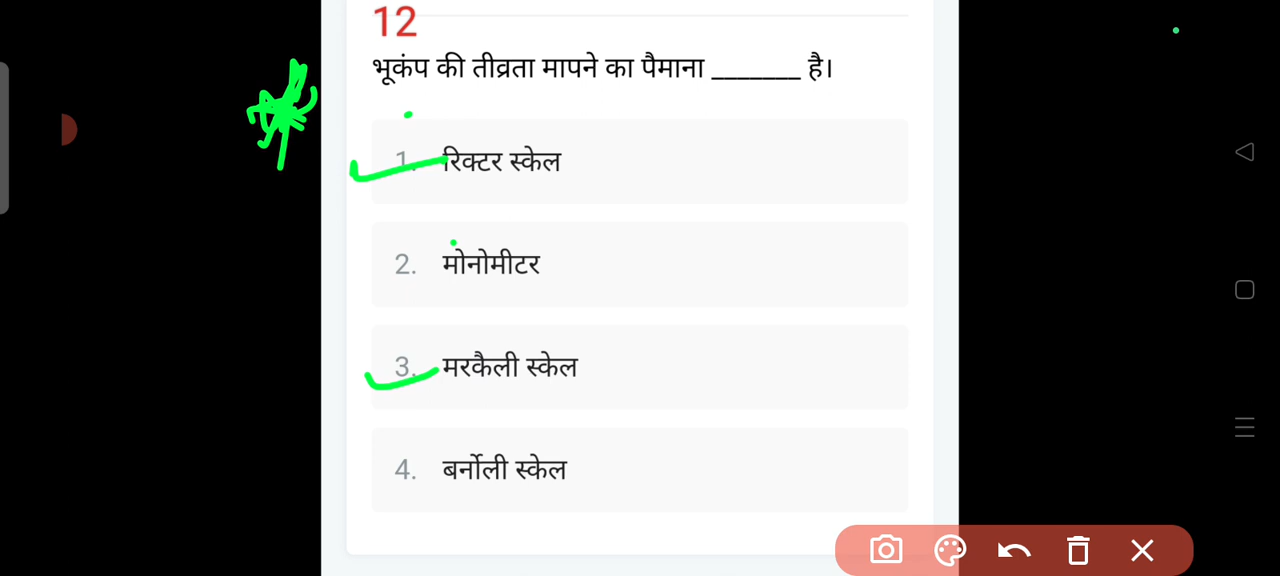 12
भूकंप की तीव्रता मापने का पैमाना _______ है।
1. रिक्टर स्केल
2. मोनोमीटर
3. मरकैली स्केल
4. बर्नोली स्केल